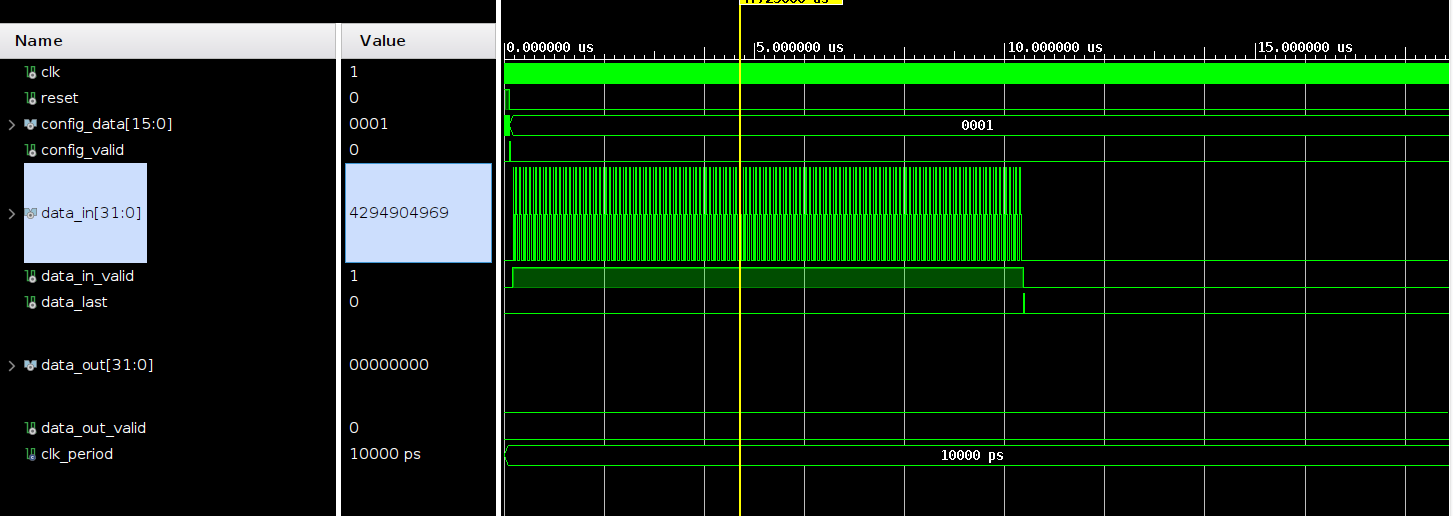 Name Value
0.000000 us 5.000000 us 10.000000 us 15.000000 us
clk 1
reset 0
config_data[15:0] 0001 0001
config_valid 0
data_in[31:0] 4294904969
data_in_valid 1
data_last 0
data_out[31:0] 00000000
data_out_valid 0
clk_period 10000 ps 10000 ps